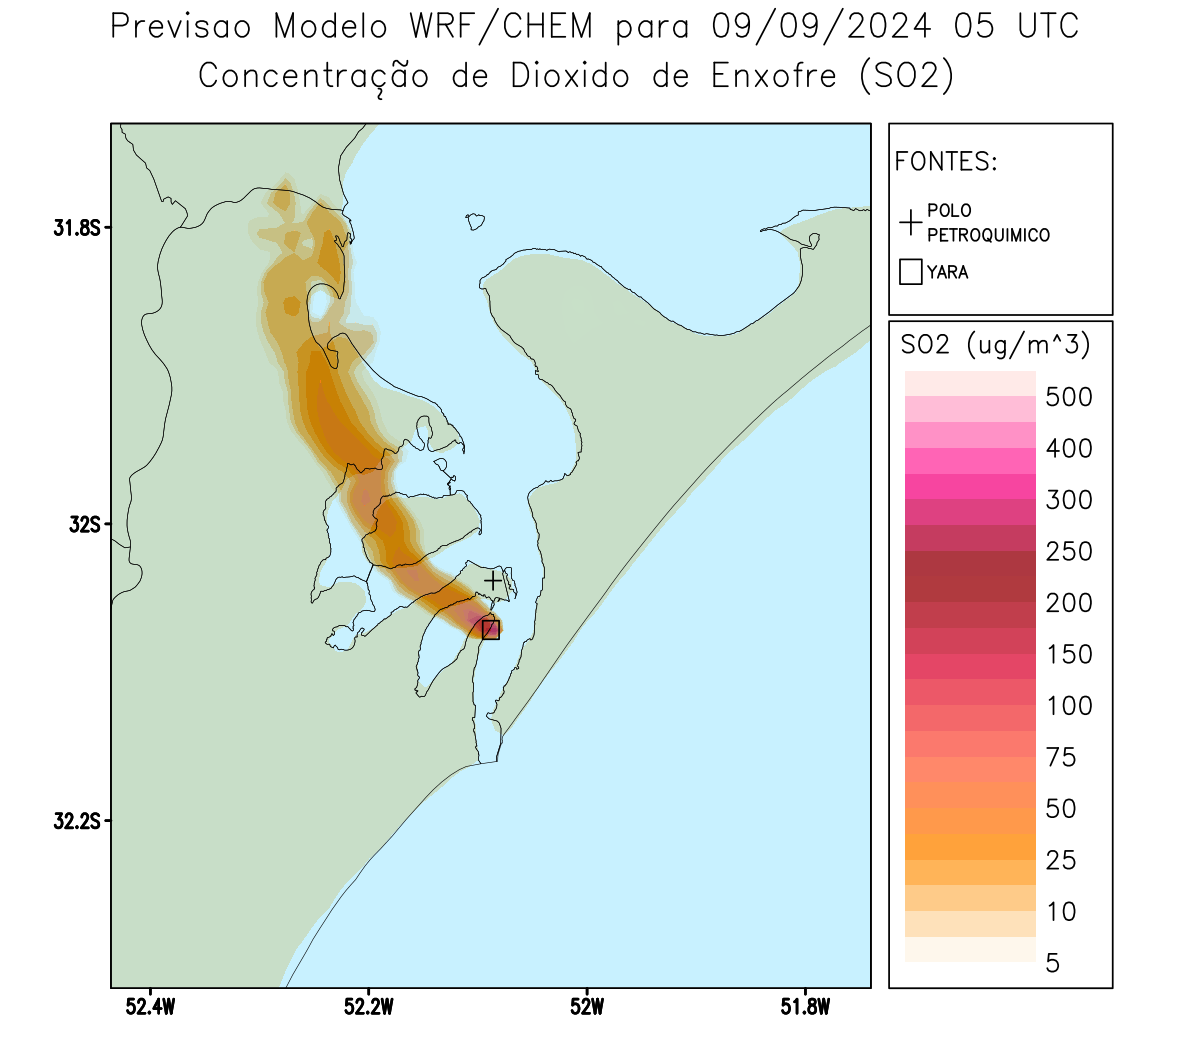 Previsao Modelo WRF/CHEM para 09/09/2024 05 UTC
Concentração de Dioxido de Enxofre (SO2)
FONTES:
POLO
PETROQUIMICO
YARA
SO2 (ug/m^3)
500
400
300
250
200
150
100
75
50
25
10
5
31.8S
32S
32.2S
52.4W
52.2W
52W
51.8W